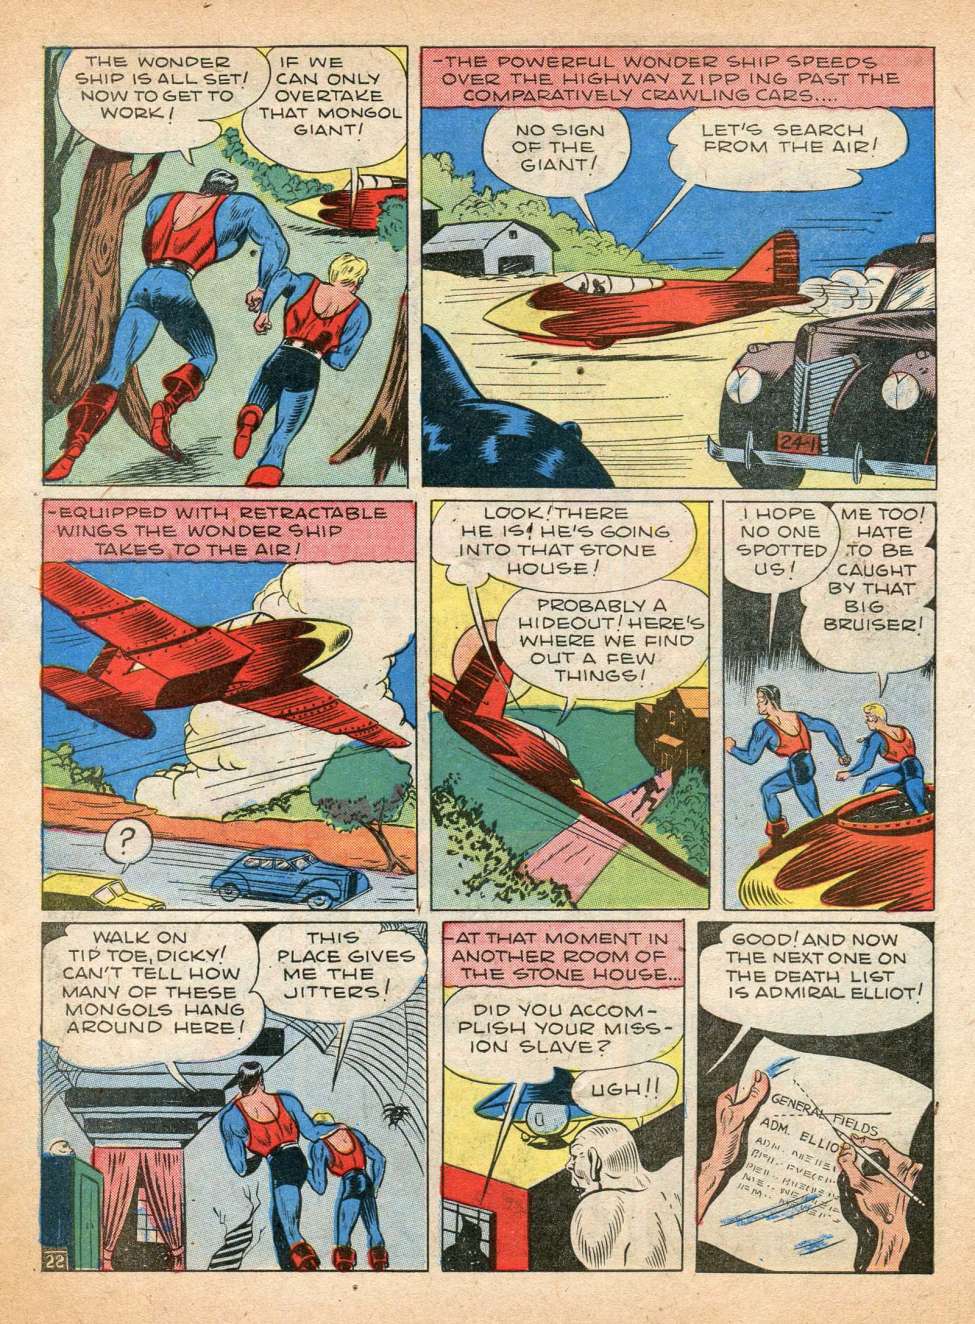 THE WONDER
SHIP IS ALL SET!
NOW TO GET TO
WORK!
IF WE
CAN ONLY
OVERTAKE
THAT MONGOL
GIANT!
-THE POWERFUL WONDER SHIP SPEEDS
OVER THE HIGHWAY ZIPP ING PAST THE
COMPARATIVELY CRAWLING CARS....
NO SIGN
OF THE
GIANT!
LET'S SEARCH
FROM THE AIR!
24-1
-EQUIPPED WITH RETRACTABLE
WINGS THE WONDER SHIP
TAKES TO THE AIR!
?
LOOK! THERE
HE IS! HE'S GOING
INTO THAT STONE
HOUSE!
PROBABLY A
HIDEOUT! HERE'S
WHERE WE FIND
OUT A FEW
THINGS!
I HOPE
NO ONE
SPOTTED
US!
ME TOO!
I HATE
TO BE
CAUGHT
BY THAT
BIG
BRUISER!
WALK ON
TIP TOE, DICKY!
CAN'T TELL HOW
MANY OF THESE
MONGOLS HANG
AROUND HERE!
THIS
PLACE GIVES
ME THE
JITTERS!
22
-AT THAT MOMENT IN
ANOTHER ROOM OF
THE STONE HOUSE...
DID YOU ACCOM-
PLISH YOUR MISS-
ION SLAVE?
UGH!!
GOOD! AND NOW
THE NEXT ONE ON
THE DEATH LIST
IS ADMIRAL ELLIOT!
GENERAL FIELDS
ADM. ELLIO